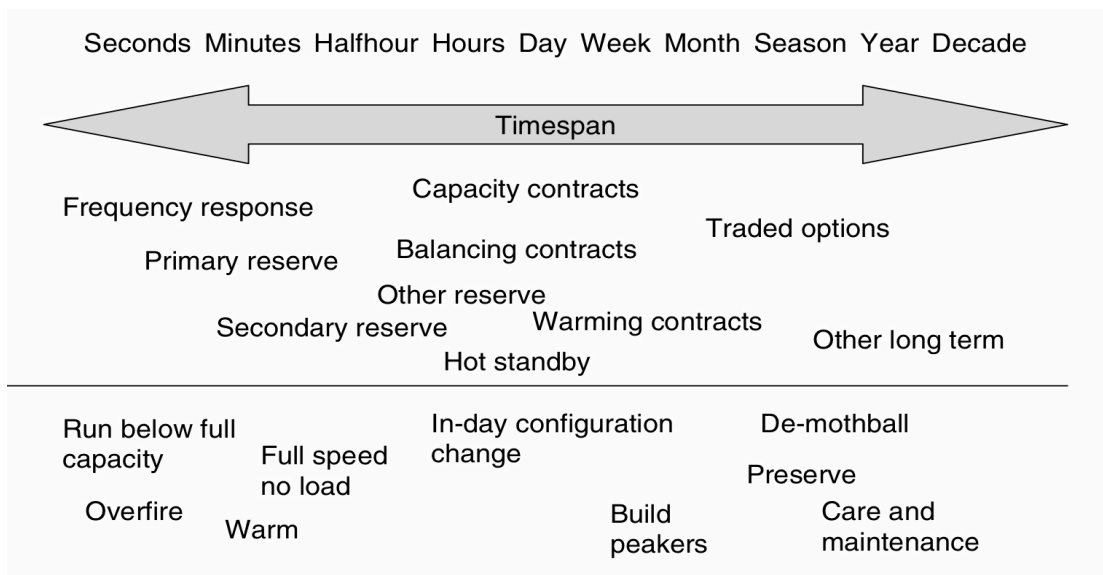 Seconds Minutes Halfhour Hours Day Week Month Season Year Decade
Timespan
Capacity contracts
Frequency response
Traded options
Balancing contracts
Primary reserve
Other reserve
Warming contracts
Secondary reserve
Other long term
Hot standby
In-day configuration
change
De-mothball
Run below full
capacity
Full speed
no load
Preserve
Overfire
Care and
maintenance
Build
peakers
Warm